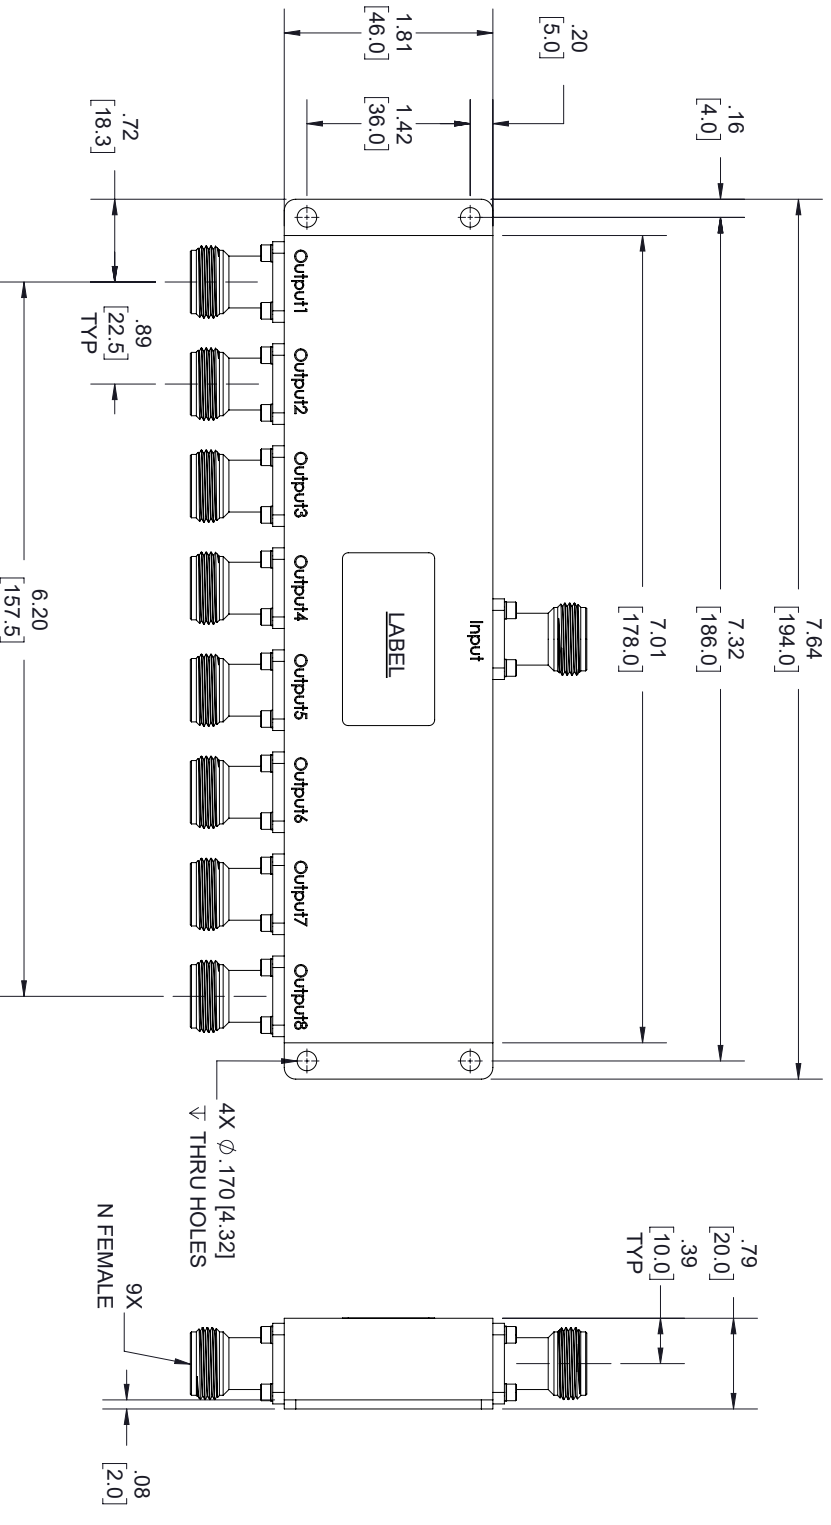 7.64
[194.0]
7.32
[186.0]
7.01
[178.0]
.16
[4.0]
.20
[5.0]
1.81
[46.0]
1.42
[36.0]
Input
LABEL
Output1
Output2
Output3
Output4
Output5
Output6
Output7
Output8
.72
[18.3]
.89
[22.5]
TYP
6.20
[157.5]
4X ∅.170 [4.32]
↧ THRU HOLES
.79
[20.0]
.39
[10.0]
TYP
9X
N FEMALE
.08
[2.0]